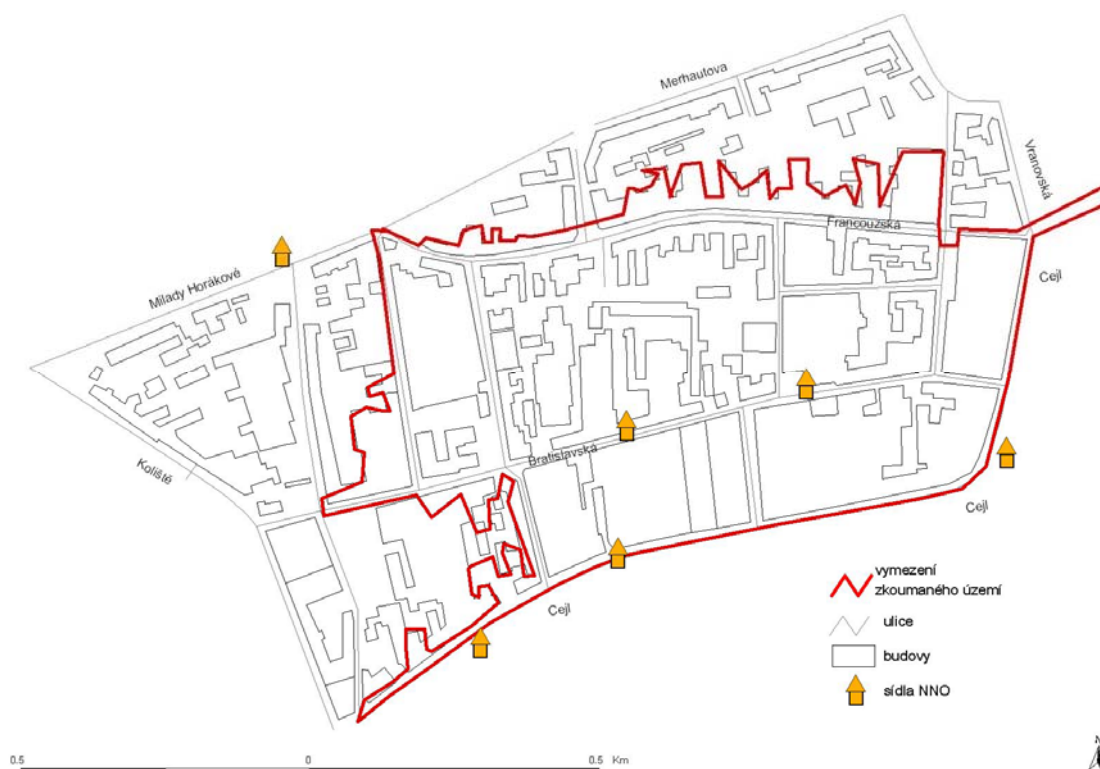 Merhautova
Vranovská
Francouzská
Cejl
Milady Horákové
Koliště
Bratislavská
Cejl
Cejl
vymezení
zkoumaného území
ulice
budovy
sídla NNO
0.5 0 0.5 Km
N